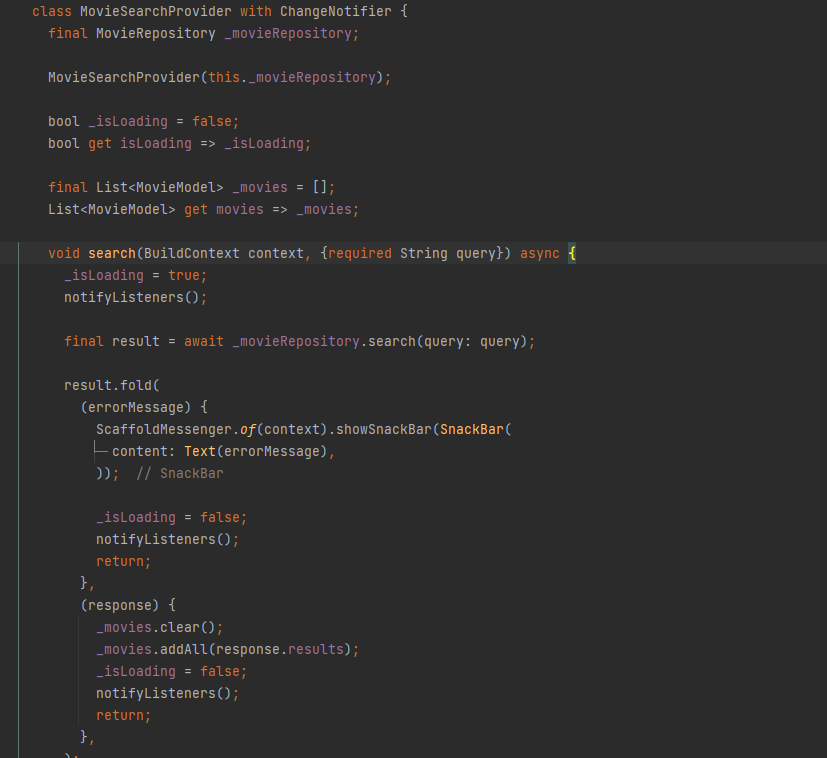 class MovieSearchProvider with ChangeNotifier {
final MovieRepository _movieRepository;
MovieSearchProvider(this._movieRepository);
bool _isLoading = false;
bool get isLoading => _isLoading;
final List<MovieModel> _movies = [];
List<MovieModel> get movies => _movies;
void search(BuildContext context, {required String query}) async {
_isLoading = true;
notifyListeners();
final result = await _movieRepository.search(query: query);
result.fold(
(errorMessage) {
ScaffoldMessenger.of(context).showSnackBar(SnackBar(
content: Text(errorMessage),
)); // SnackBar
_isLoading = false;
notifyListeners();
return;
},
(response) {
_movies.clear();
_movies.addAll(response.results);
_isLoading = false;
notifyListeners();
return;
},
);